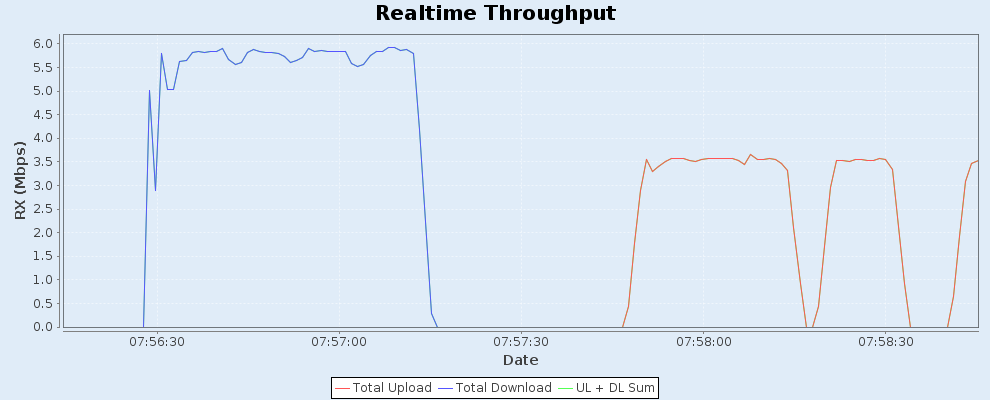 Realtime Throughput
RX (Mbps)
6.0
5.5
5.0
4.5
4.0
3.5
3.0
2.5
2.0
1.5
1.0
0.5
0.0
07:56:30 07:57:00 07:57:30 07:58:00 07:58:30
Date
Total Upload Total Download UL + DL Sum